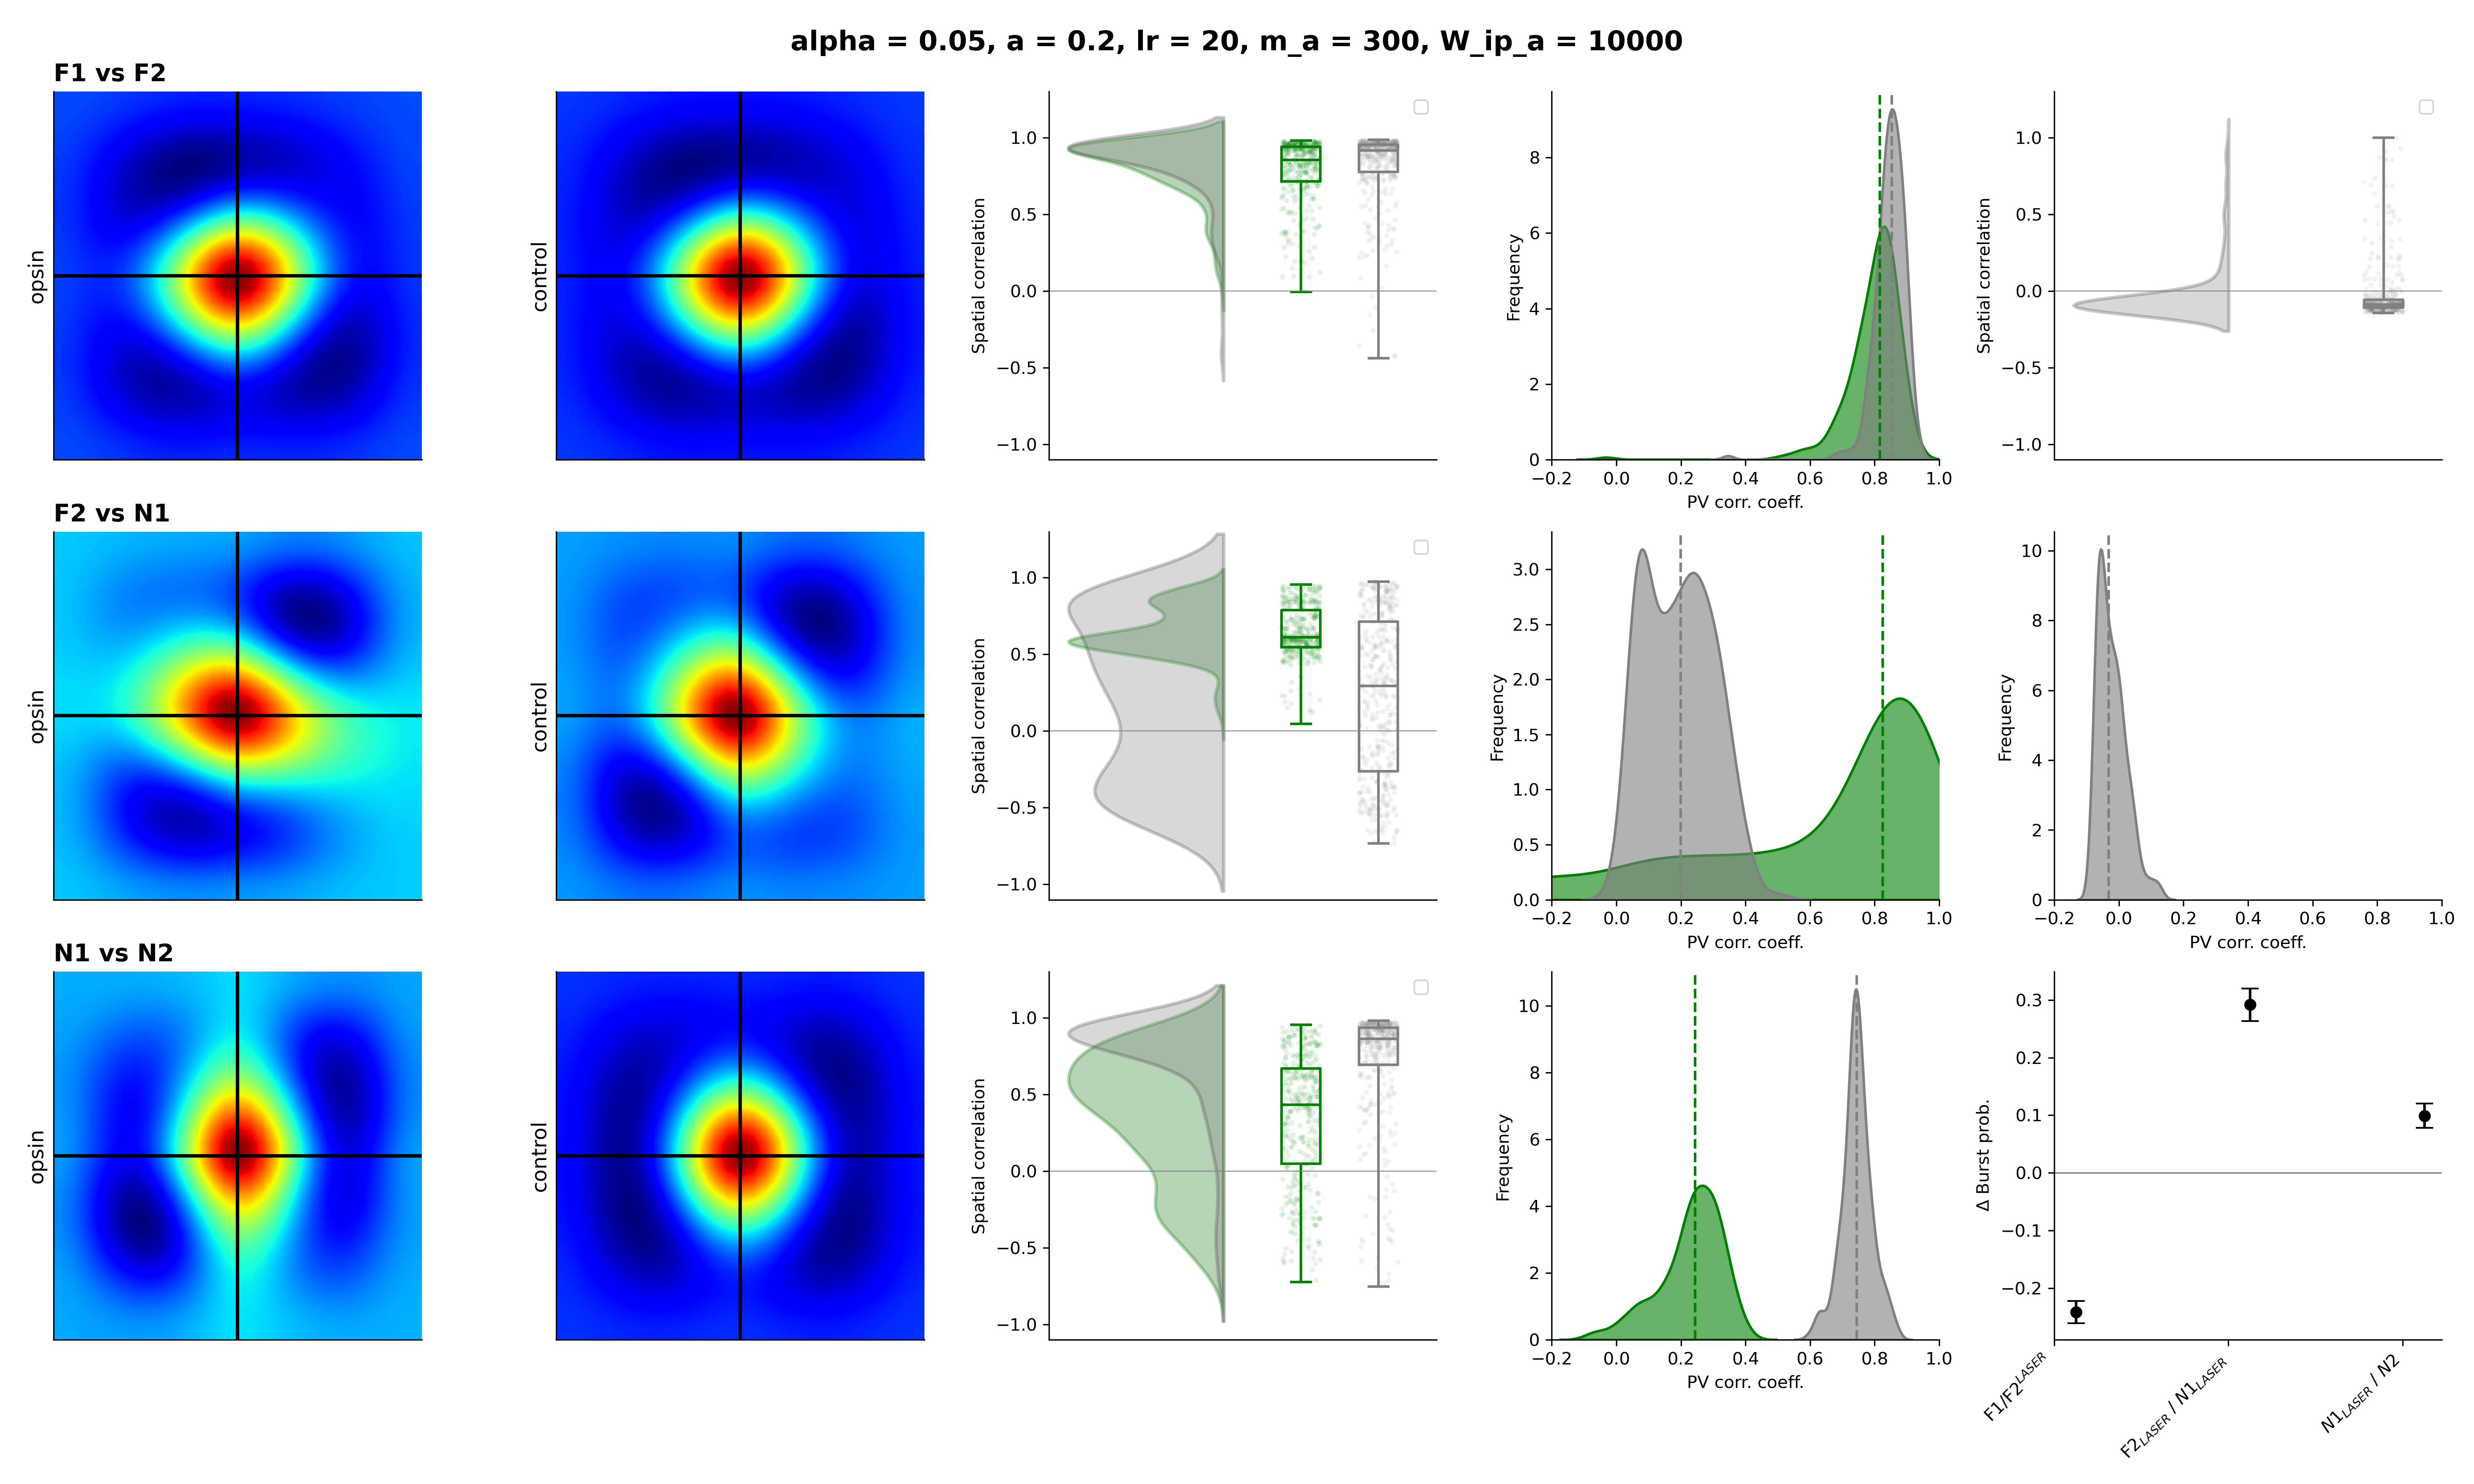 alpha = 0.05, a = 0.2, lr = 20, m_a = 300, W_ip_a = 10000
F1 vs F2
opsin
control
Spatial correlation
1.0
0.5
0.0
−0.5
−1.0
Frequency
8
6
4
2
0
−0.2 0.0 0.2 0.4 0.6 0.8 1.0
PV corr. coeff.
Spatial correlation
1.0
0.5
0.0
−0.5
−1.0
F2 vs N1
opsin
control
Spatial correlation
1.0
0.5
0.0
−0.5
−1.0
Frequency
3.0
2.5
2.0
1.5
1.0
0.5
0.0
−0.2 0.0 0.2 0.4 0.6 0.8 1.0
PV corr. coeff.
Frequency
10
8
6
4
2
0
−0.2 0.0 0.2 0.4 0.6 0.8 1.0
PV corr. coeff.
N1 vs N2
opsin
control
Spatial correlation
1.0
0.5
0.0
−0.5
−1.0
Frequency
10
8
6
4
2
0
−0.2 0.0 0.2 0.4 0.6 0.8 1.0
PV corr. coeff.
Δ Burst prob.
0.3
0.2
0.1
0.0
−0.1
−0.2
F1/F2^LASER
F2_LASER / N1_LASER
N1_LASER / N2